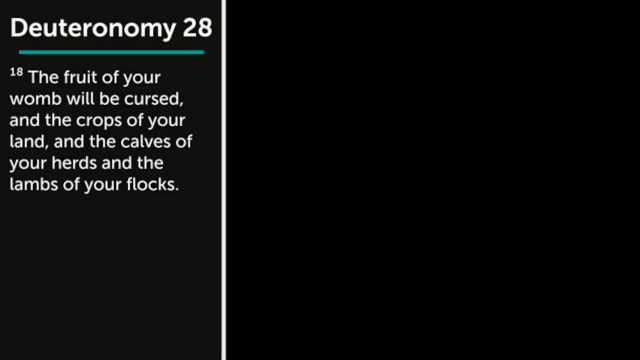 Deuteronomy 28
18 The fruit of your
womb will be cursed,
and the crops of your
land, and the calves of
your herds and the
lambs of your flocks.